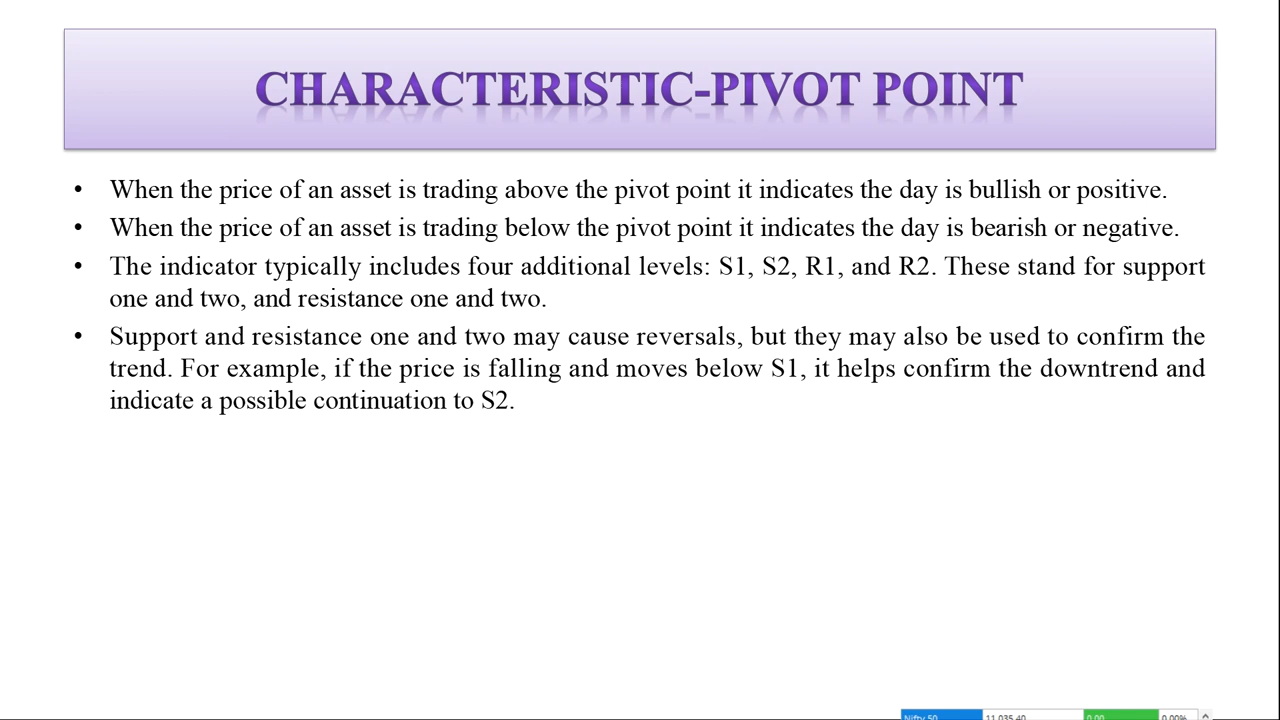 CHARACTERISTIC-PIVOT POINT
• When the price of an asset is trading above the pivot point it indicates the day is bullish or positive.
• When the price of an asset is trading below the pivot point it indicates the day is bearish or negative.
• The indicator typically includes four additional levels: S1, S2, R1, and R2. These stand for support
one and two, and resistance one and two.
• Support and resistance one and two may cause reversals, but they may also be used to confirm the
trend. For example, if the price is falling and moves below S1, it helps confirm the downtrend and
indicate a possible continuation to S2.
Nifty 50 11,035.40 0.00 0.00%